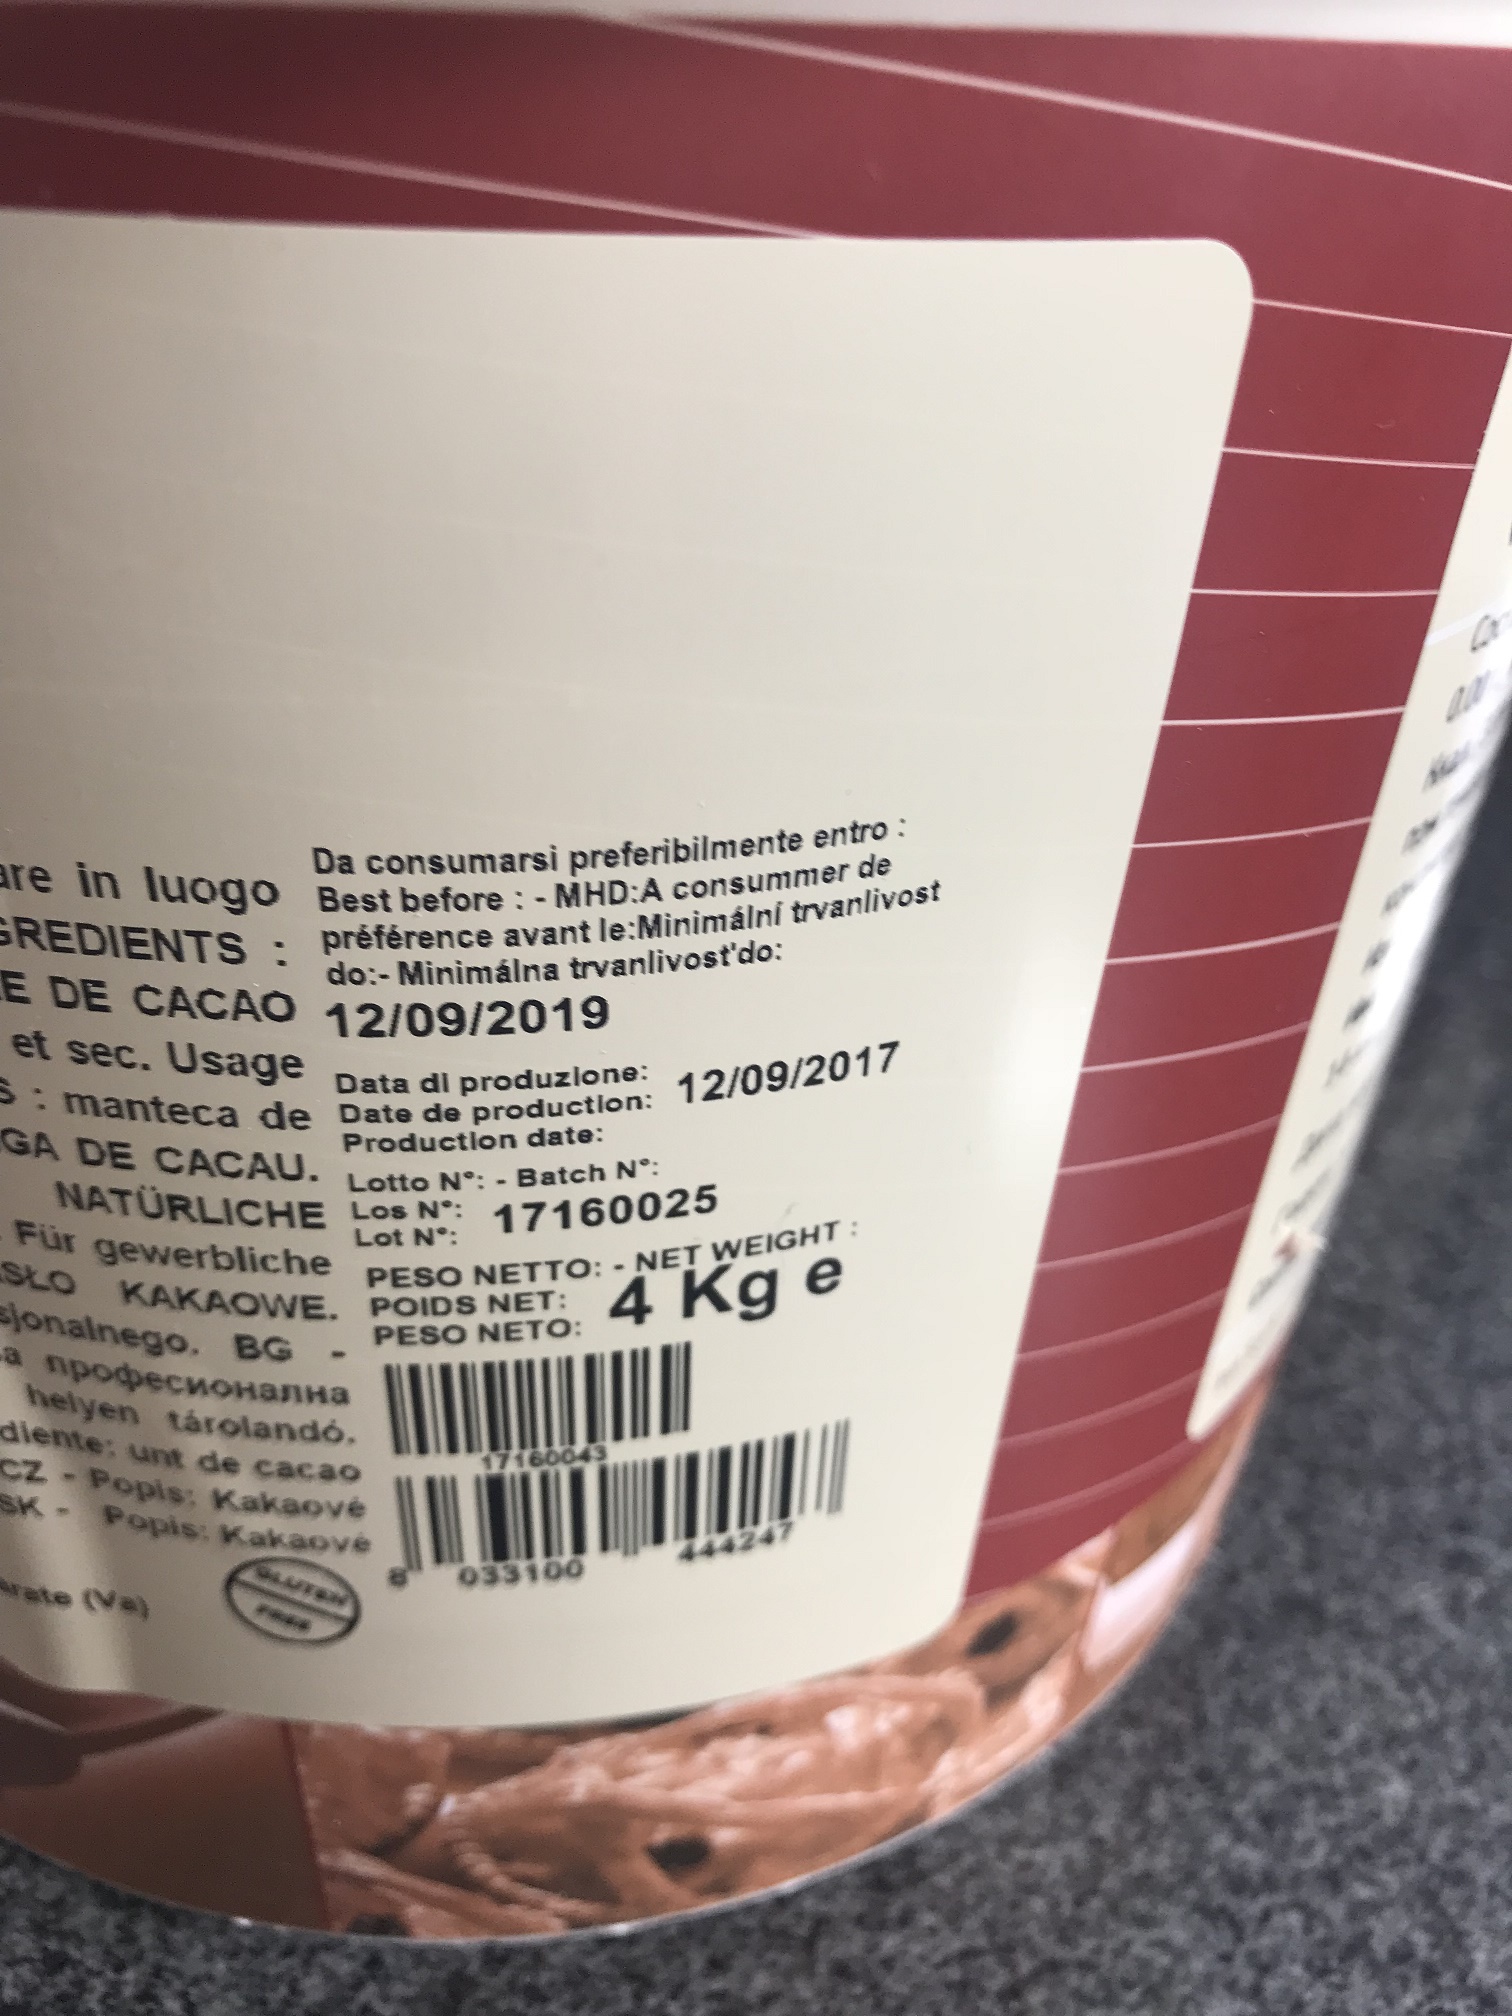 are in luogo
GREDIENTS :
E DE CACAO
et sec. Usage
S : manteca de
GA DE CACAU.
NATÜRLICHE
. Für gewerbliche
SŁO KAKAOWE.
sjonalnego. BG -
а професионална
helyen tárolandó.
diente: unt de cacao
CZ - Popis: Kakaové
SK - Popis: Kakaové
arate (Va)
GLUTEN
FREE
Da consumarsi preferibilmente entro :
Best before : - MHD:A consummer de
préférence avant le:Minimální trvanlivost
do:- Minimálna trvanlivost'do:
12/09/2019
Data di produzione:
Date de production: 12/09/2017
Production date:
Lotto N°: - Batch N°:
Los N°: 17160025
Lot N°:
PESO NETTO: - NET WEIGHT :
POIDS NET: 4 Kg e
PESO NETO:
17160043
8 033100 444247